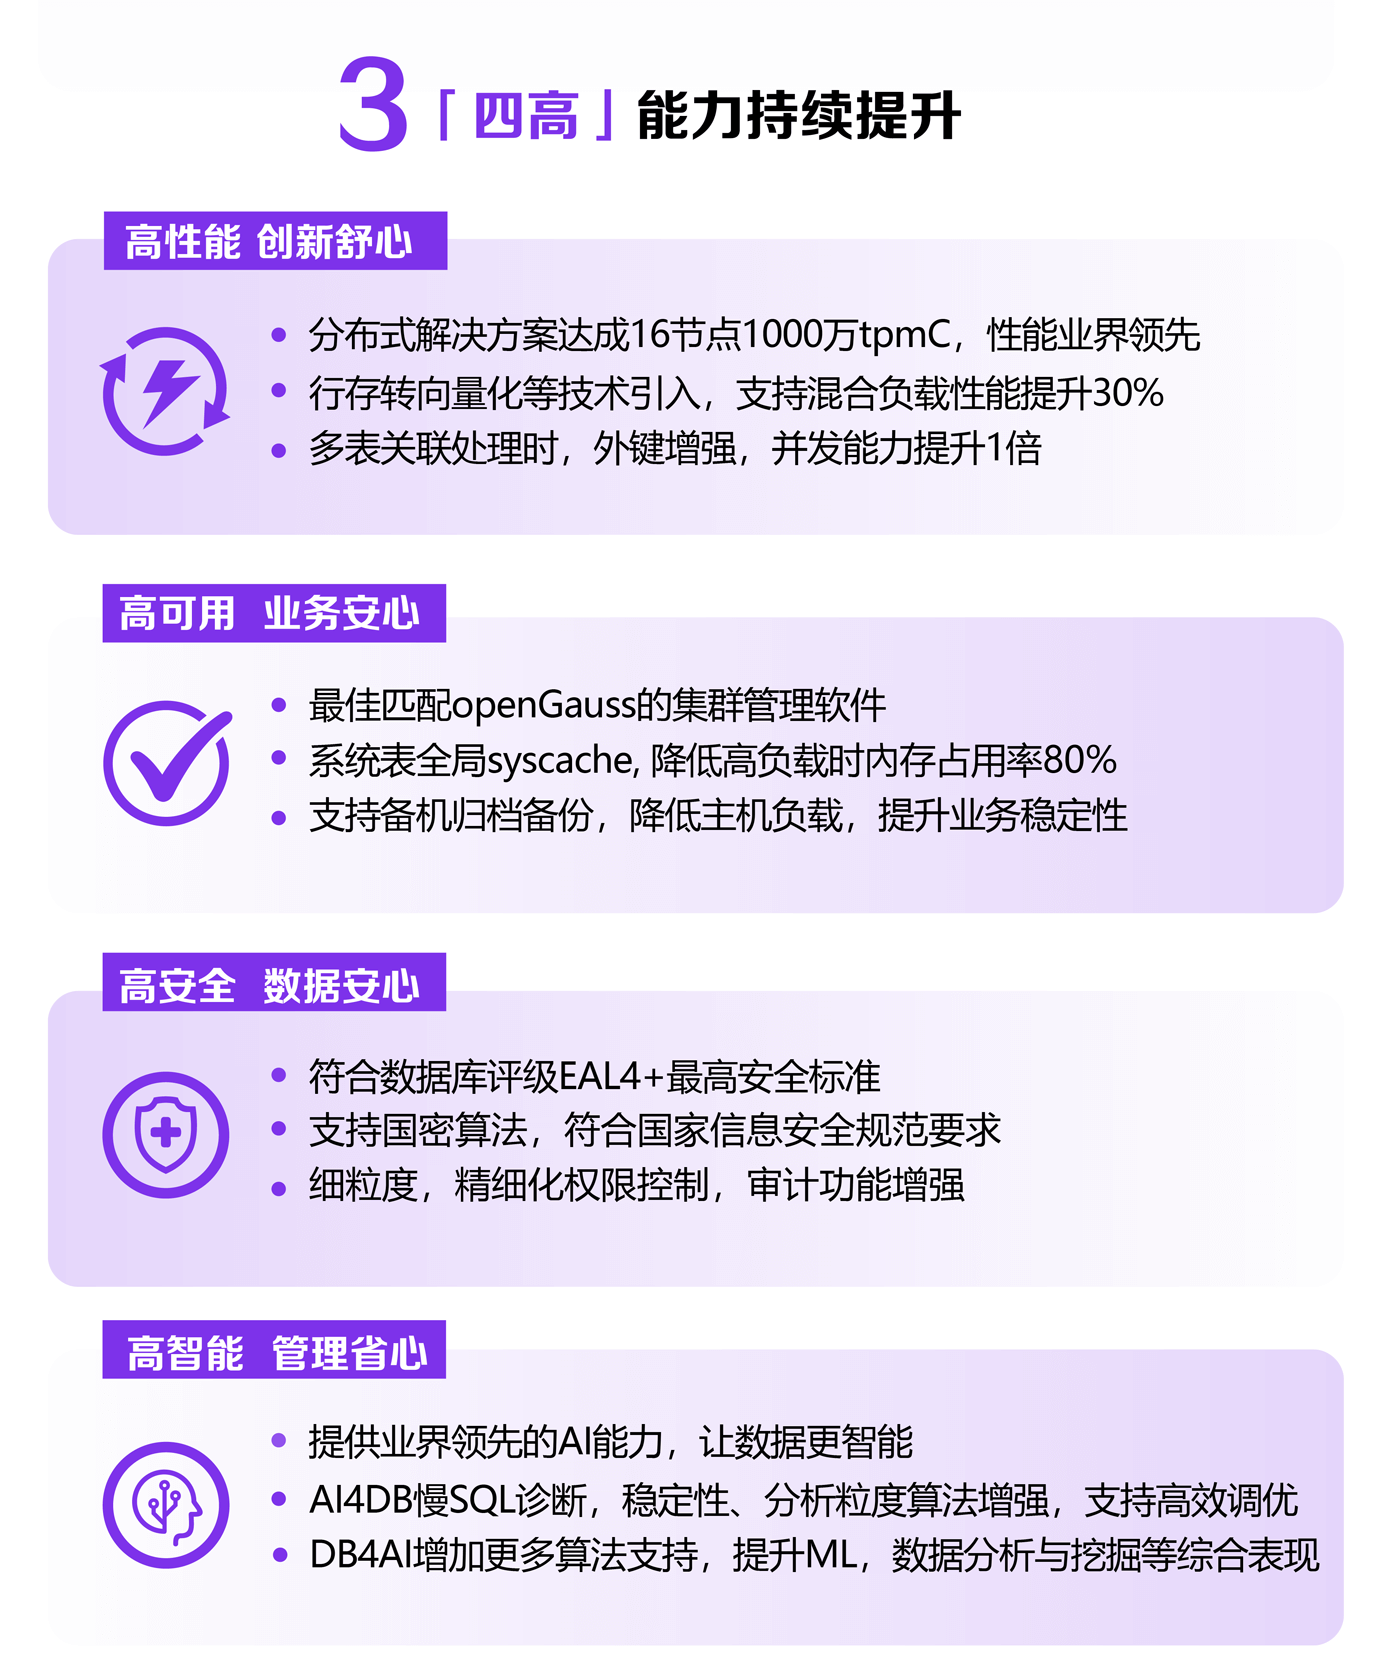 3「四高」能力持续提升
高性能 创新舒心
分布式解决方案达成16节点1000万tpmC，性能业界领先
行存转向量化等技术引入，支持混合负载性能提升30%
多表关联处理时，外键增强，并发能力提升1倍
高可用 业务安心
最佳匹配openGauss的集群管理软件
系统表全局syscache, 降低高负载时内存占用率80%
支持备机归档备份，降低主机负载，提升业务稳定性
高安全 数据安心
符合数据库评级EAL4+最高安全标准
支持国密算法，符合国家信息安全规范要求
细粒度，精细化权限控制，审计功能增强
高智能 管理省心
提供业界领先的AI能力，让数据更智能
AI4DB慢SQL诊断，稳定性、分析粒度算法增强，支持高效调优
DB4AI增加更多算法支持，提升ML，数据分析与挖掘等综合表现